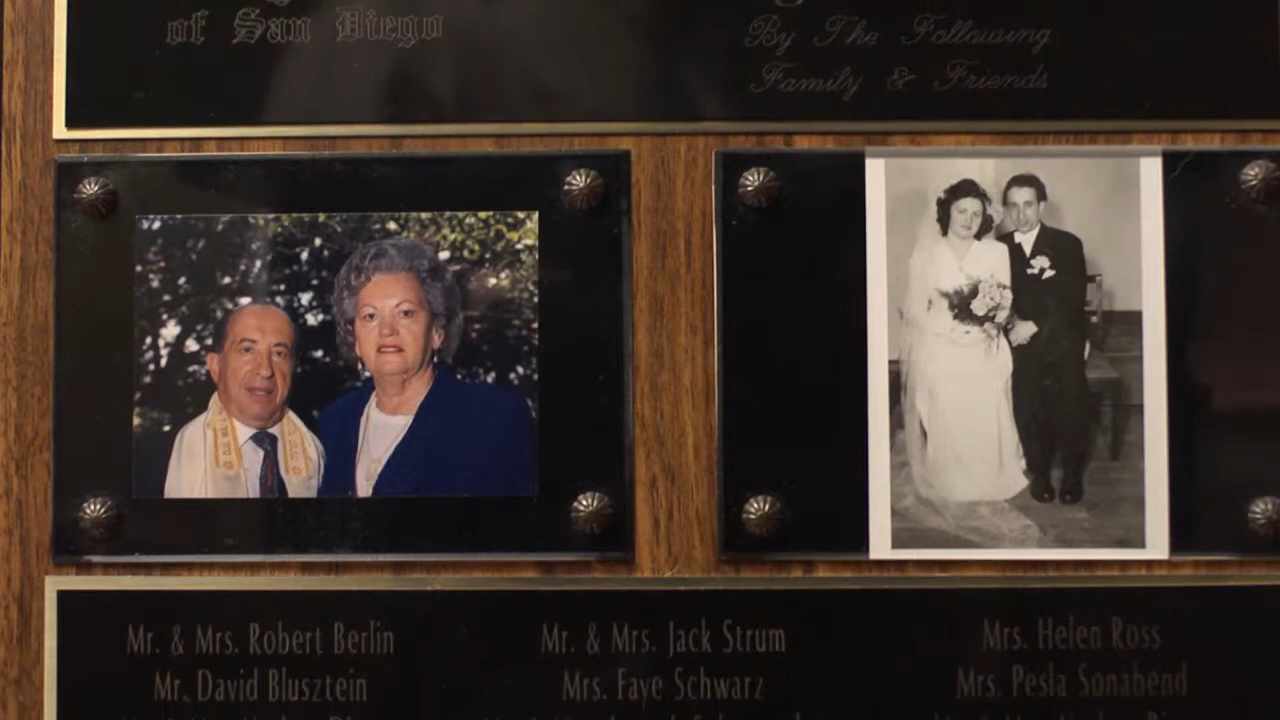 of San Diego
By The Following
Family & Friends
Mr. & Mrs. Robert Berlin
Mr. & Mrs. Jack Strum
Mrs. Helen Ross
Mr. David Blusztein
Mrs. Faye Schwarz
Mrs. Pesla Sonabend